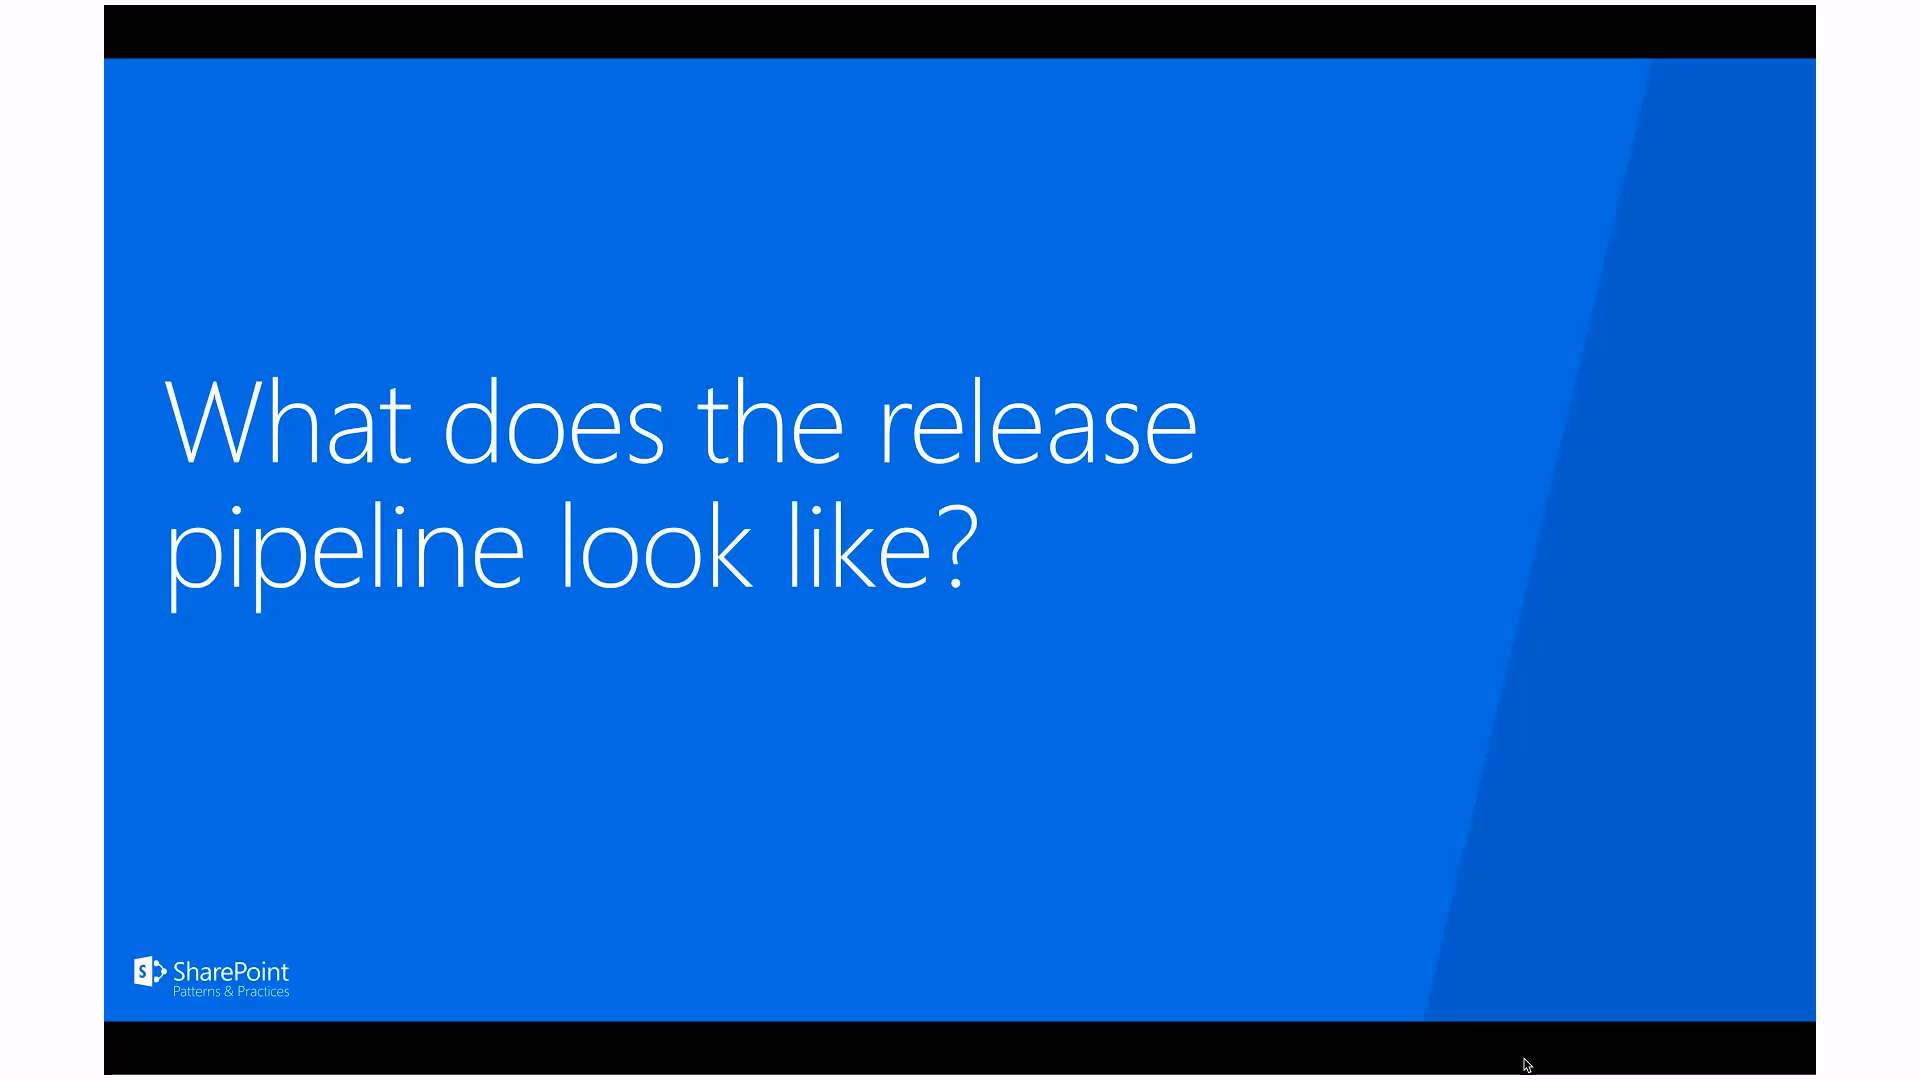 What does the release
pipeline look like?
S
SharePoint
Patterns & Practices